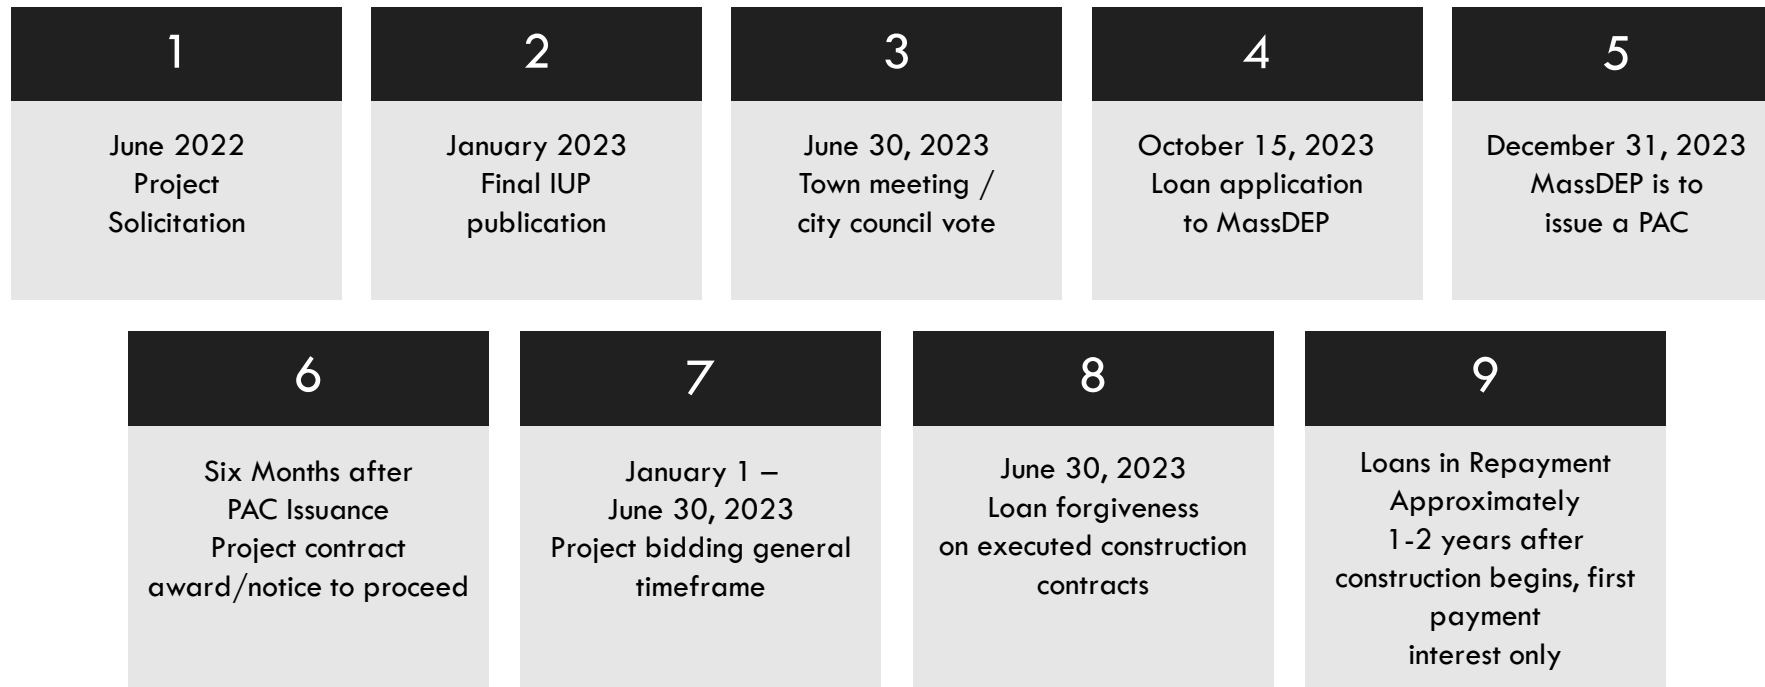 1
June 2022
Project
Solicitation
2
January 2023
Final IUP
publication
3
June 30, 2023
Town meeting /
city council vote
4
October 15, 2023
Loan application
to MassDEP
5
December 31, 2023
MassDEP is to
issue a PAC
6
Six Months after
PAC Issuance
Project contract
award/notice to proceed
7
January 1 –
June 30, 2023
Project bidding general
timeframe
8
June 30, 2023
Loan forgiveness
on executed construction
contracts
9
Loans in Repayment
Approximately
1-2 years after
construction begins, first
payment
interest only